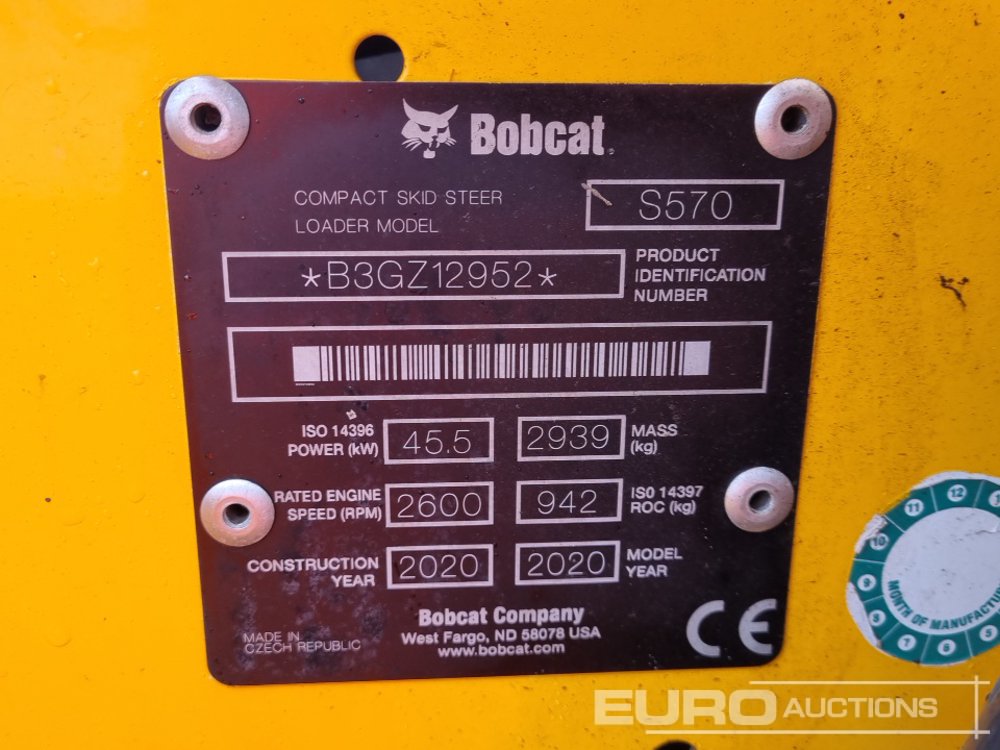 Bobcat
COMPACT SKID STEER
LOADER MODEL
S570
*B3GZ12952*
PRODUCT
IDENTIFICATION
NUMBER
ISO 14396
POWER (kW)
45.5
2939
MASS
(kg)
RATED ENGINE
SPEED (RPM)
2600
942
ISO 14397
ROC (kg)
CONSTRUCTION
YEAR
2020
2020
MODEL
YEAR
Bobcat Company
West Fargo, ND 58078 USA
www.bobcat.com
MADE IN
CZECH REPUBLIC
CE
12
11
10
9
8
7
6
5
MONTH OF MANUFACTU
EURO AUCTIONS